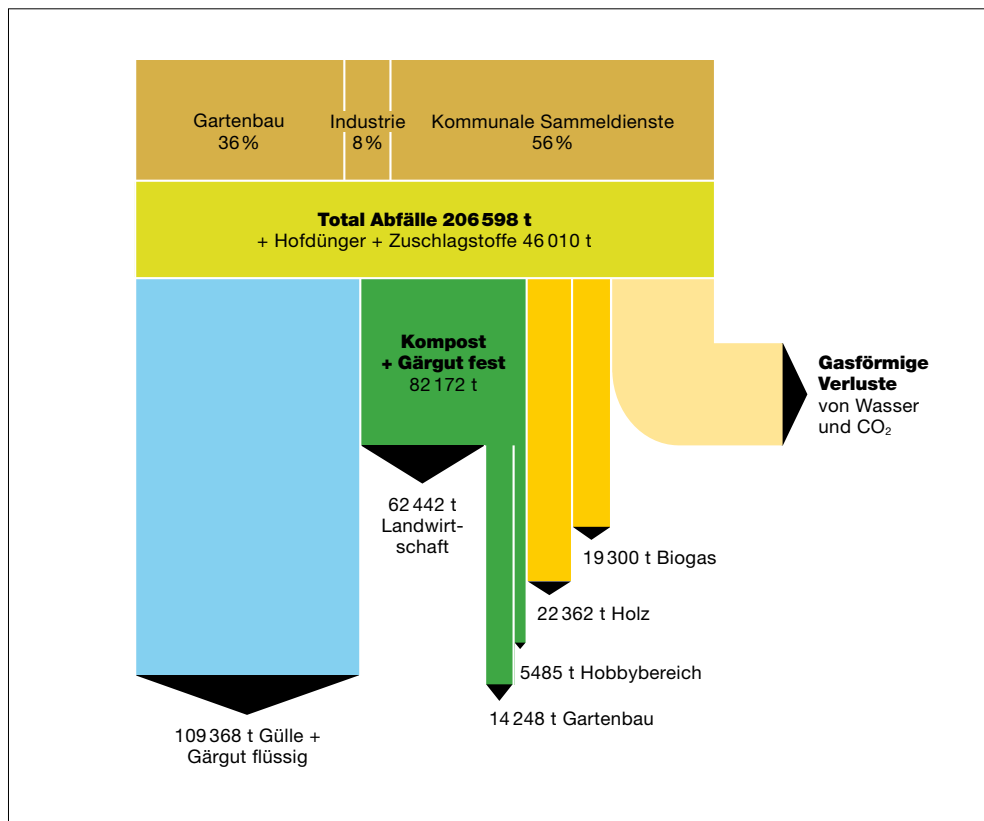 Gartenbau
36 %
Industrie
8 %
Kommunale Sammeldienste
56 %
Total Abfälle 206 598 t
+ Hofdünger + Zuschlagstoffe 46 010 t
Kompost
+ Gärgut fest
82 172 t
Gasförmige
Verluste
von Wasser
und CO₂
62 442 t
Landwirt-
schaft
19 300 t Biogas
22 362 t Holz
5485 t Hobbybereich
14 248 t Gartenbau
109 368 t Gülle +
Gärgut flüssig